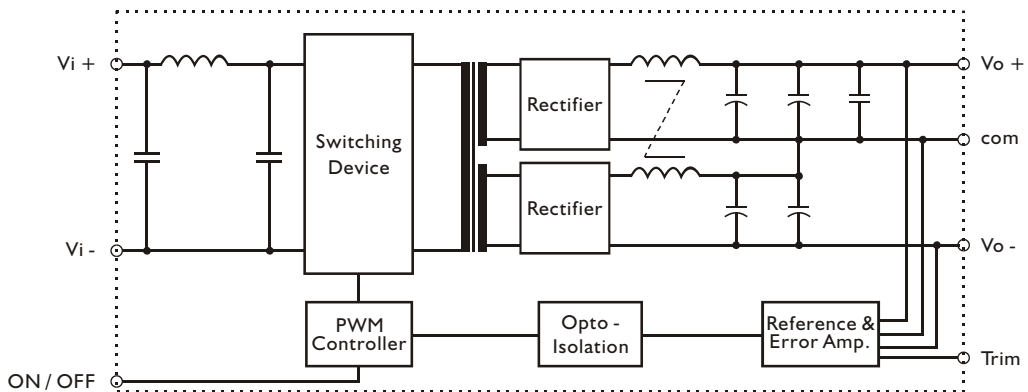 Vi +
Vo +
Rectifier
Switching
Device
com
Rectifier
Vi -
Vo -
PWM
Controller
Opto -
Isolation
Reference &
Error Amp.
Trim
ON / OFF